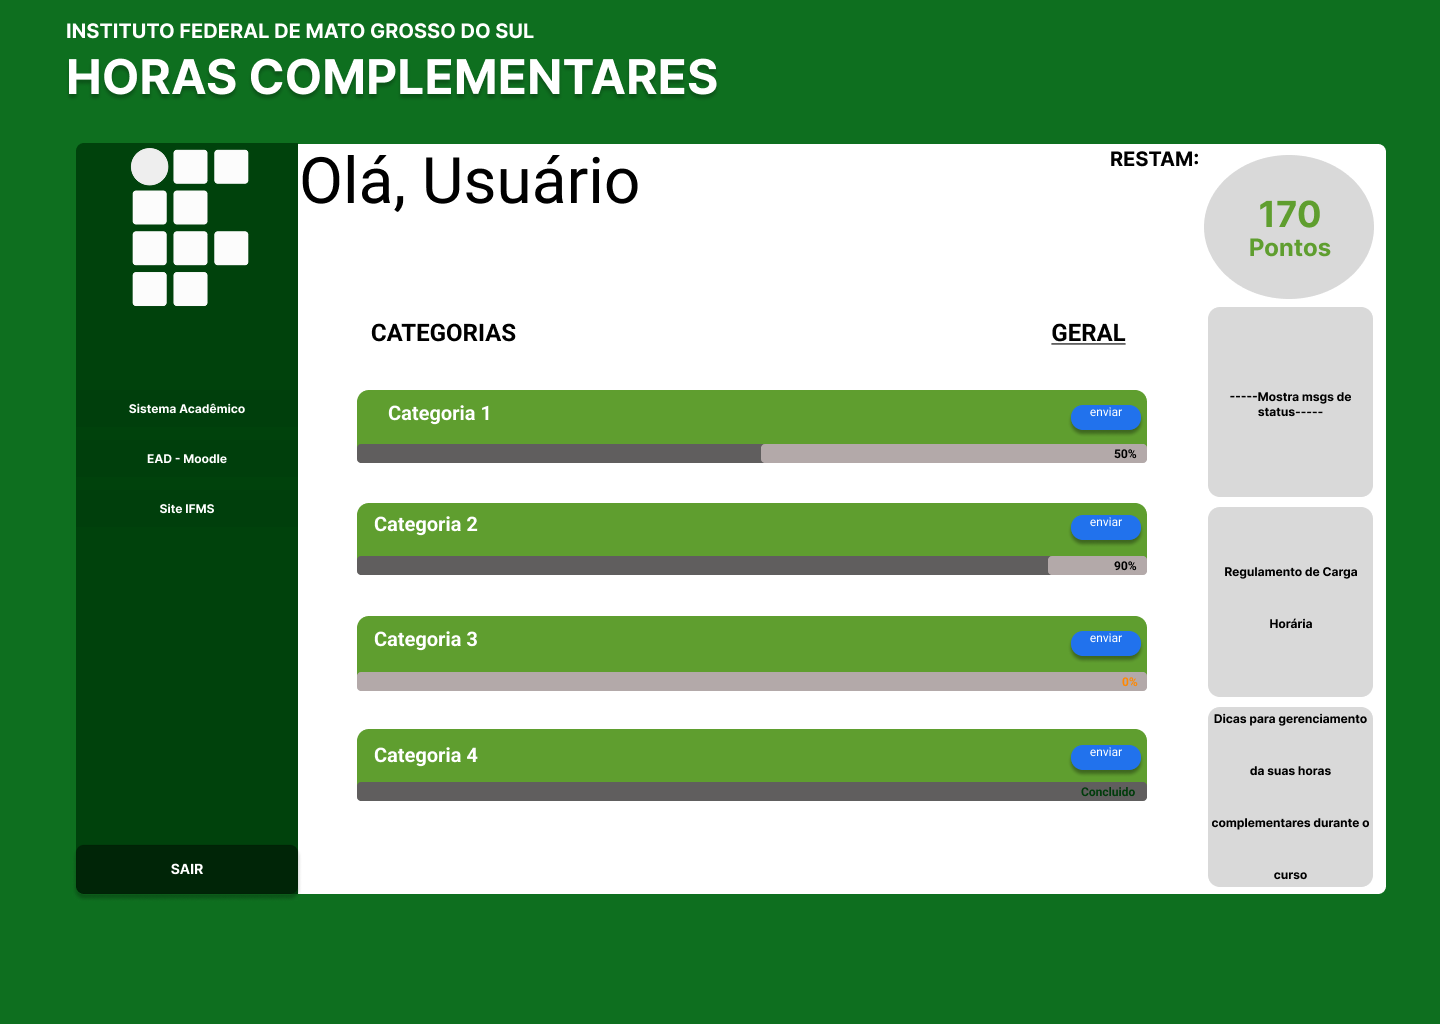 INSTITUTO FEDERAL DE MATO GROSSO DO SUL
HORAS COMPLEMENTARES
Olá, Usuário
RESTAM:
170
Pontos
CATEGORIAS
GERAL
Sistema Acadêmico
EAD - Moodle
Site IFMS
SAIR
Categoria 1
enviar
50%
Categoria 2
enviar
90%
Categoria 3
enviar
0%
Categoria 4
enviar
Concluido
-----Mostra msgs de
status-----
Regulamento de Carga
Horária
Dicas para gerenciamento
da suas horas
complementares durante o
curso